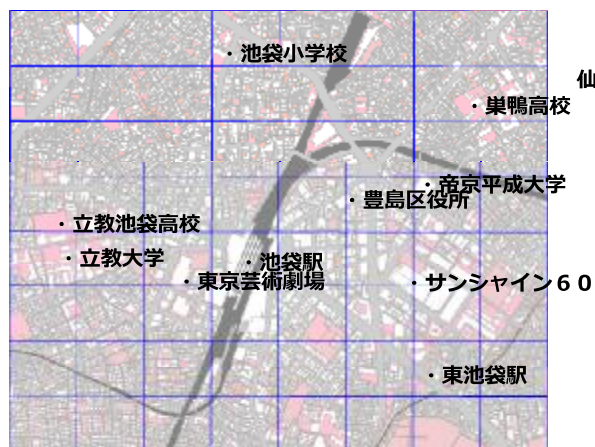 ・池袋小学校
仙
・巣鴨高校
・帝京平成大学
・豊島区役所
・立教池袋高校
・立教大学
・池袋駅
・東京芸術劇場
・サンシャイン６０
・東池袋駅